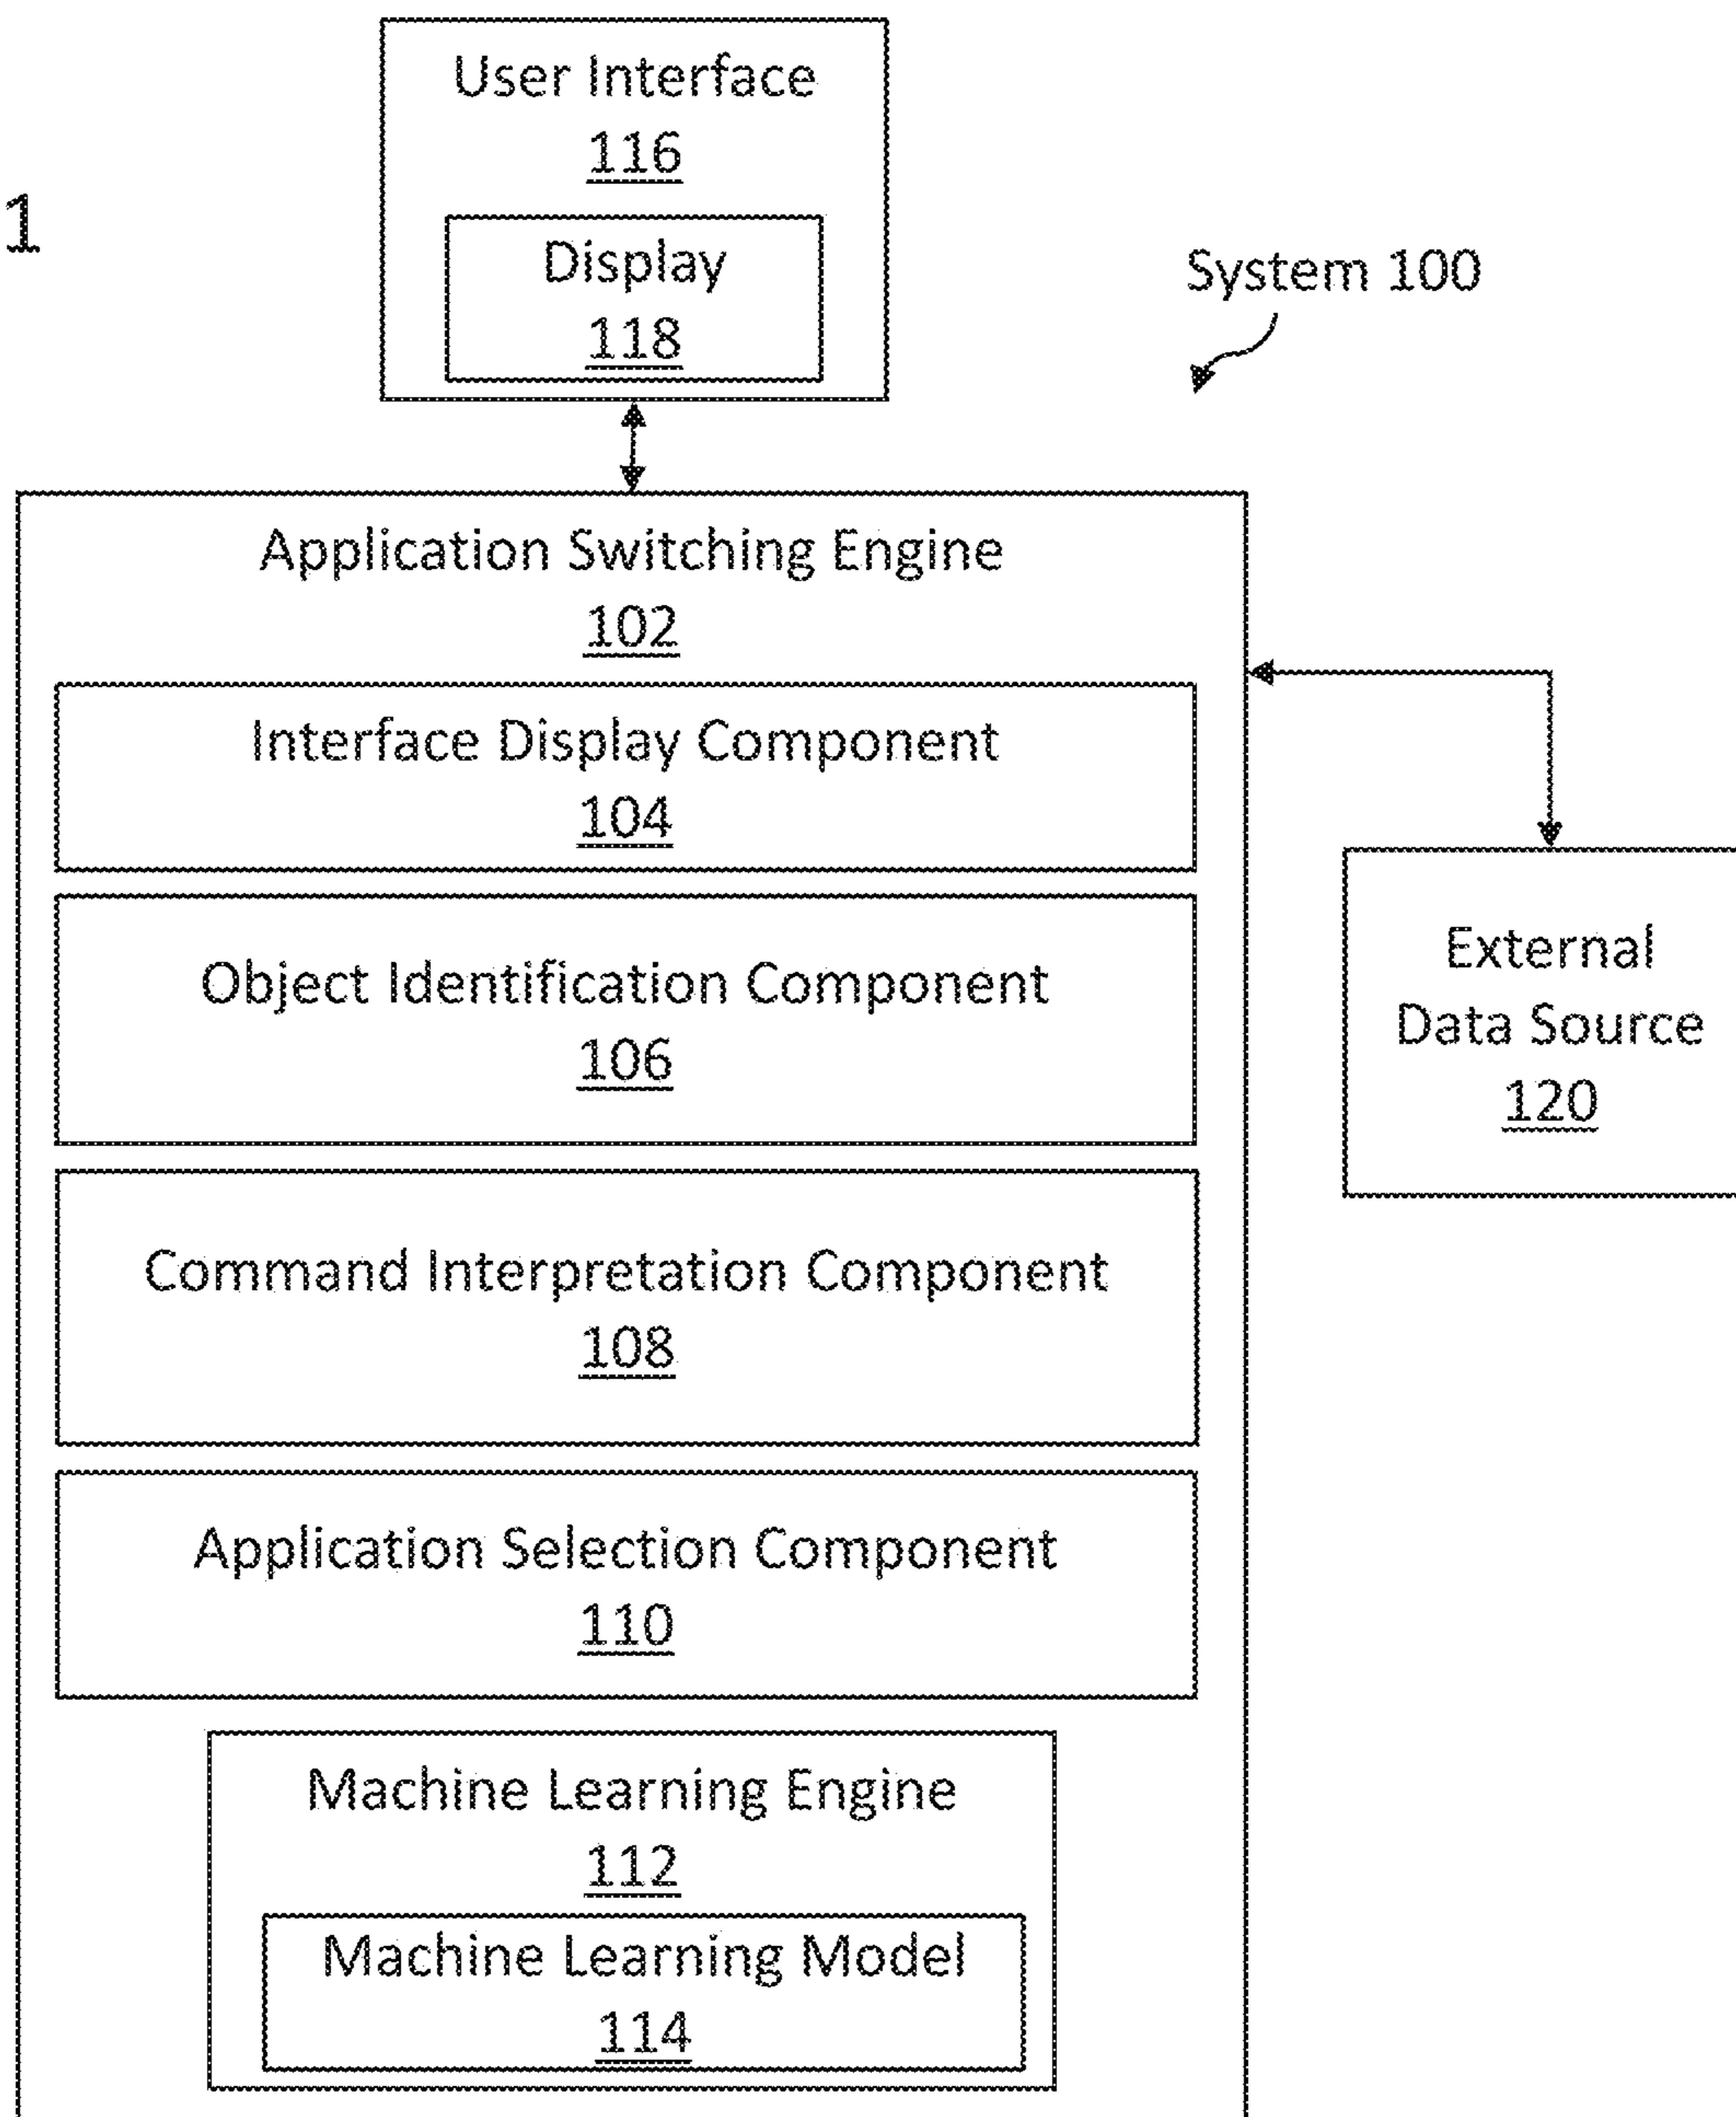 User Interface
116
1
Display
118
System 100
Application Switching Engine
102
Interface Display Component
104
Object Identification Component
106
External
Data Source
120
Command Interpretation Component
108
Application Selection Component
110
Machine Learning Engine
112
Machine Learning Model
114